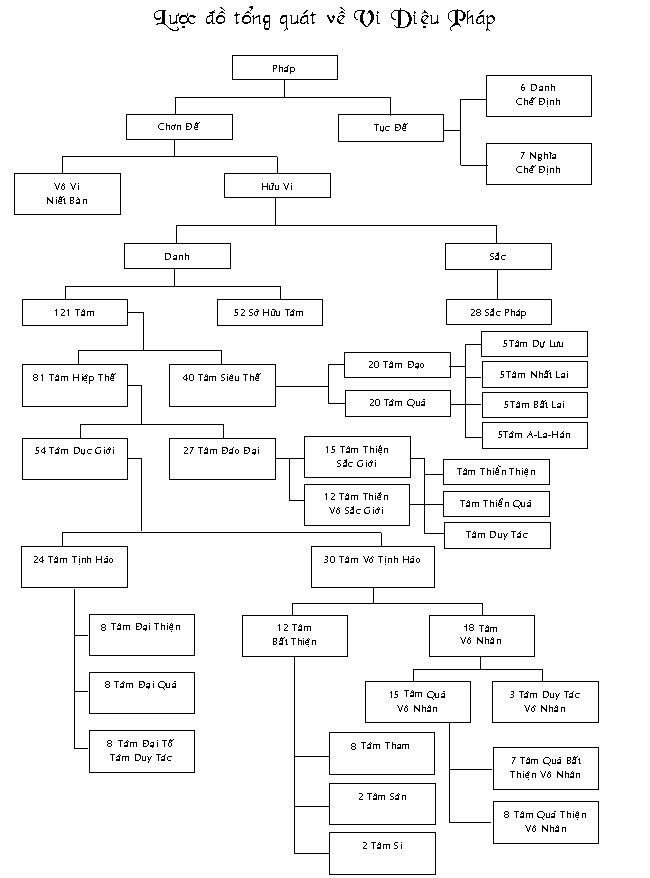 Lược đồ tổng quát về Vi Diệu Pháp
Pháp
6 Danh
Chế Định
Chơn Đế
Tục Đế
7 Nghĩa
Chế Định
Vô Vi
Niết Bàn
Hữu Vi
Danh
Sắc
121 Tâm
52 Sở Hữu Tâm
28 Sắc Pháp
81 Tâm Hiệp Thế
40 Tâm Siêu Thế
20 Tâm Đạo
20 Tâm Quả
5Tâm Dự Lưu
5Tâm Nhất Lai
5Tâm Bất Lai
5Tâm A-La-Hán
54 Tâm Dục Giới
27 Tâm Đáo Đại
15 Tâm Thiện
Sắc Giới
12 Tâm Thiền
Vô Sắc Giới
Tâm Thiền Thiện
Tâm Thiền Quả
Tâm Duy Tác
24 Tâm Tịnh Hảo
30 Tâm Vô Tịnh Hảo
8 Tâm Đại Thiện
8 Tâm Đại Quả
8 Tâm Đại Tố
Tâm Duy Tác
12 Tâm
Bất Thiện
18 Tâm
Vô Nhân
15 Tâm Quả
Vô Nhân
3 Tâm Duy Tác
Vô Nhân
8 Tâm Tham
2 Tâm Sân
2 Tâm Si
7 Tâm Quả Bất
Thiện Vô Nhân
8 Tâm Quả Thiện
Vô Nhân